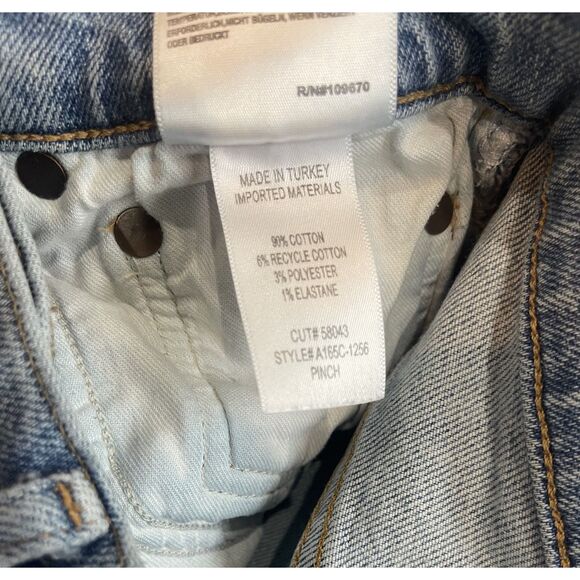 TEMPERATUR
ERFORDERLICH, NICHT BÜGELN, WENN VERZIERT
ODER BEDRUCKT
R/N#109670
MADE IN TURKEY
IMPORTED MATERIALS
90% COTTON
6% RECYCLE COTTON
3% POLYESTER
1% ELASTANE
CUT# 58043
STYLE# A165C-1256
PINCH